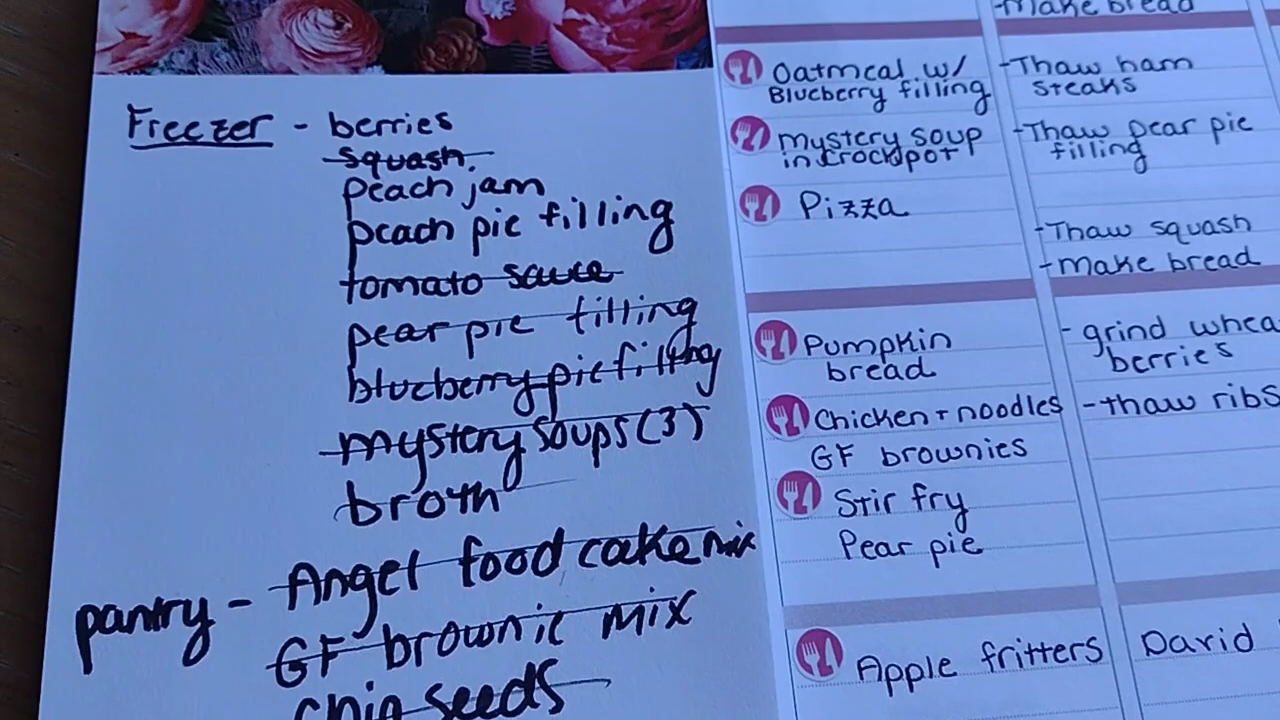 Freezer - berries
squash.
peach jam
peach pie filling
tomato sauce
pear pie filling
blueberry pie filling
mystery soups (3)
broth
pantry - Angel food cake mix
GF brownie mix
chia seeds
Oatmeal w/
Blueberry filling
mystery soup
in crockpot
Pizza
Pumpkin
bread
Chicken + noodles
GF brownies
Stir fry
Pear pie
Apple fritters
-Make bread
-Thaw ham
steaks
-Thaw pear pie
filling
-Thaw squash
-Make bread
- grind whea
berries
-thaw ribs
David